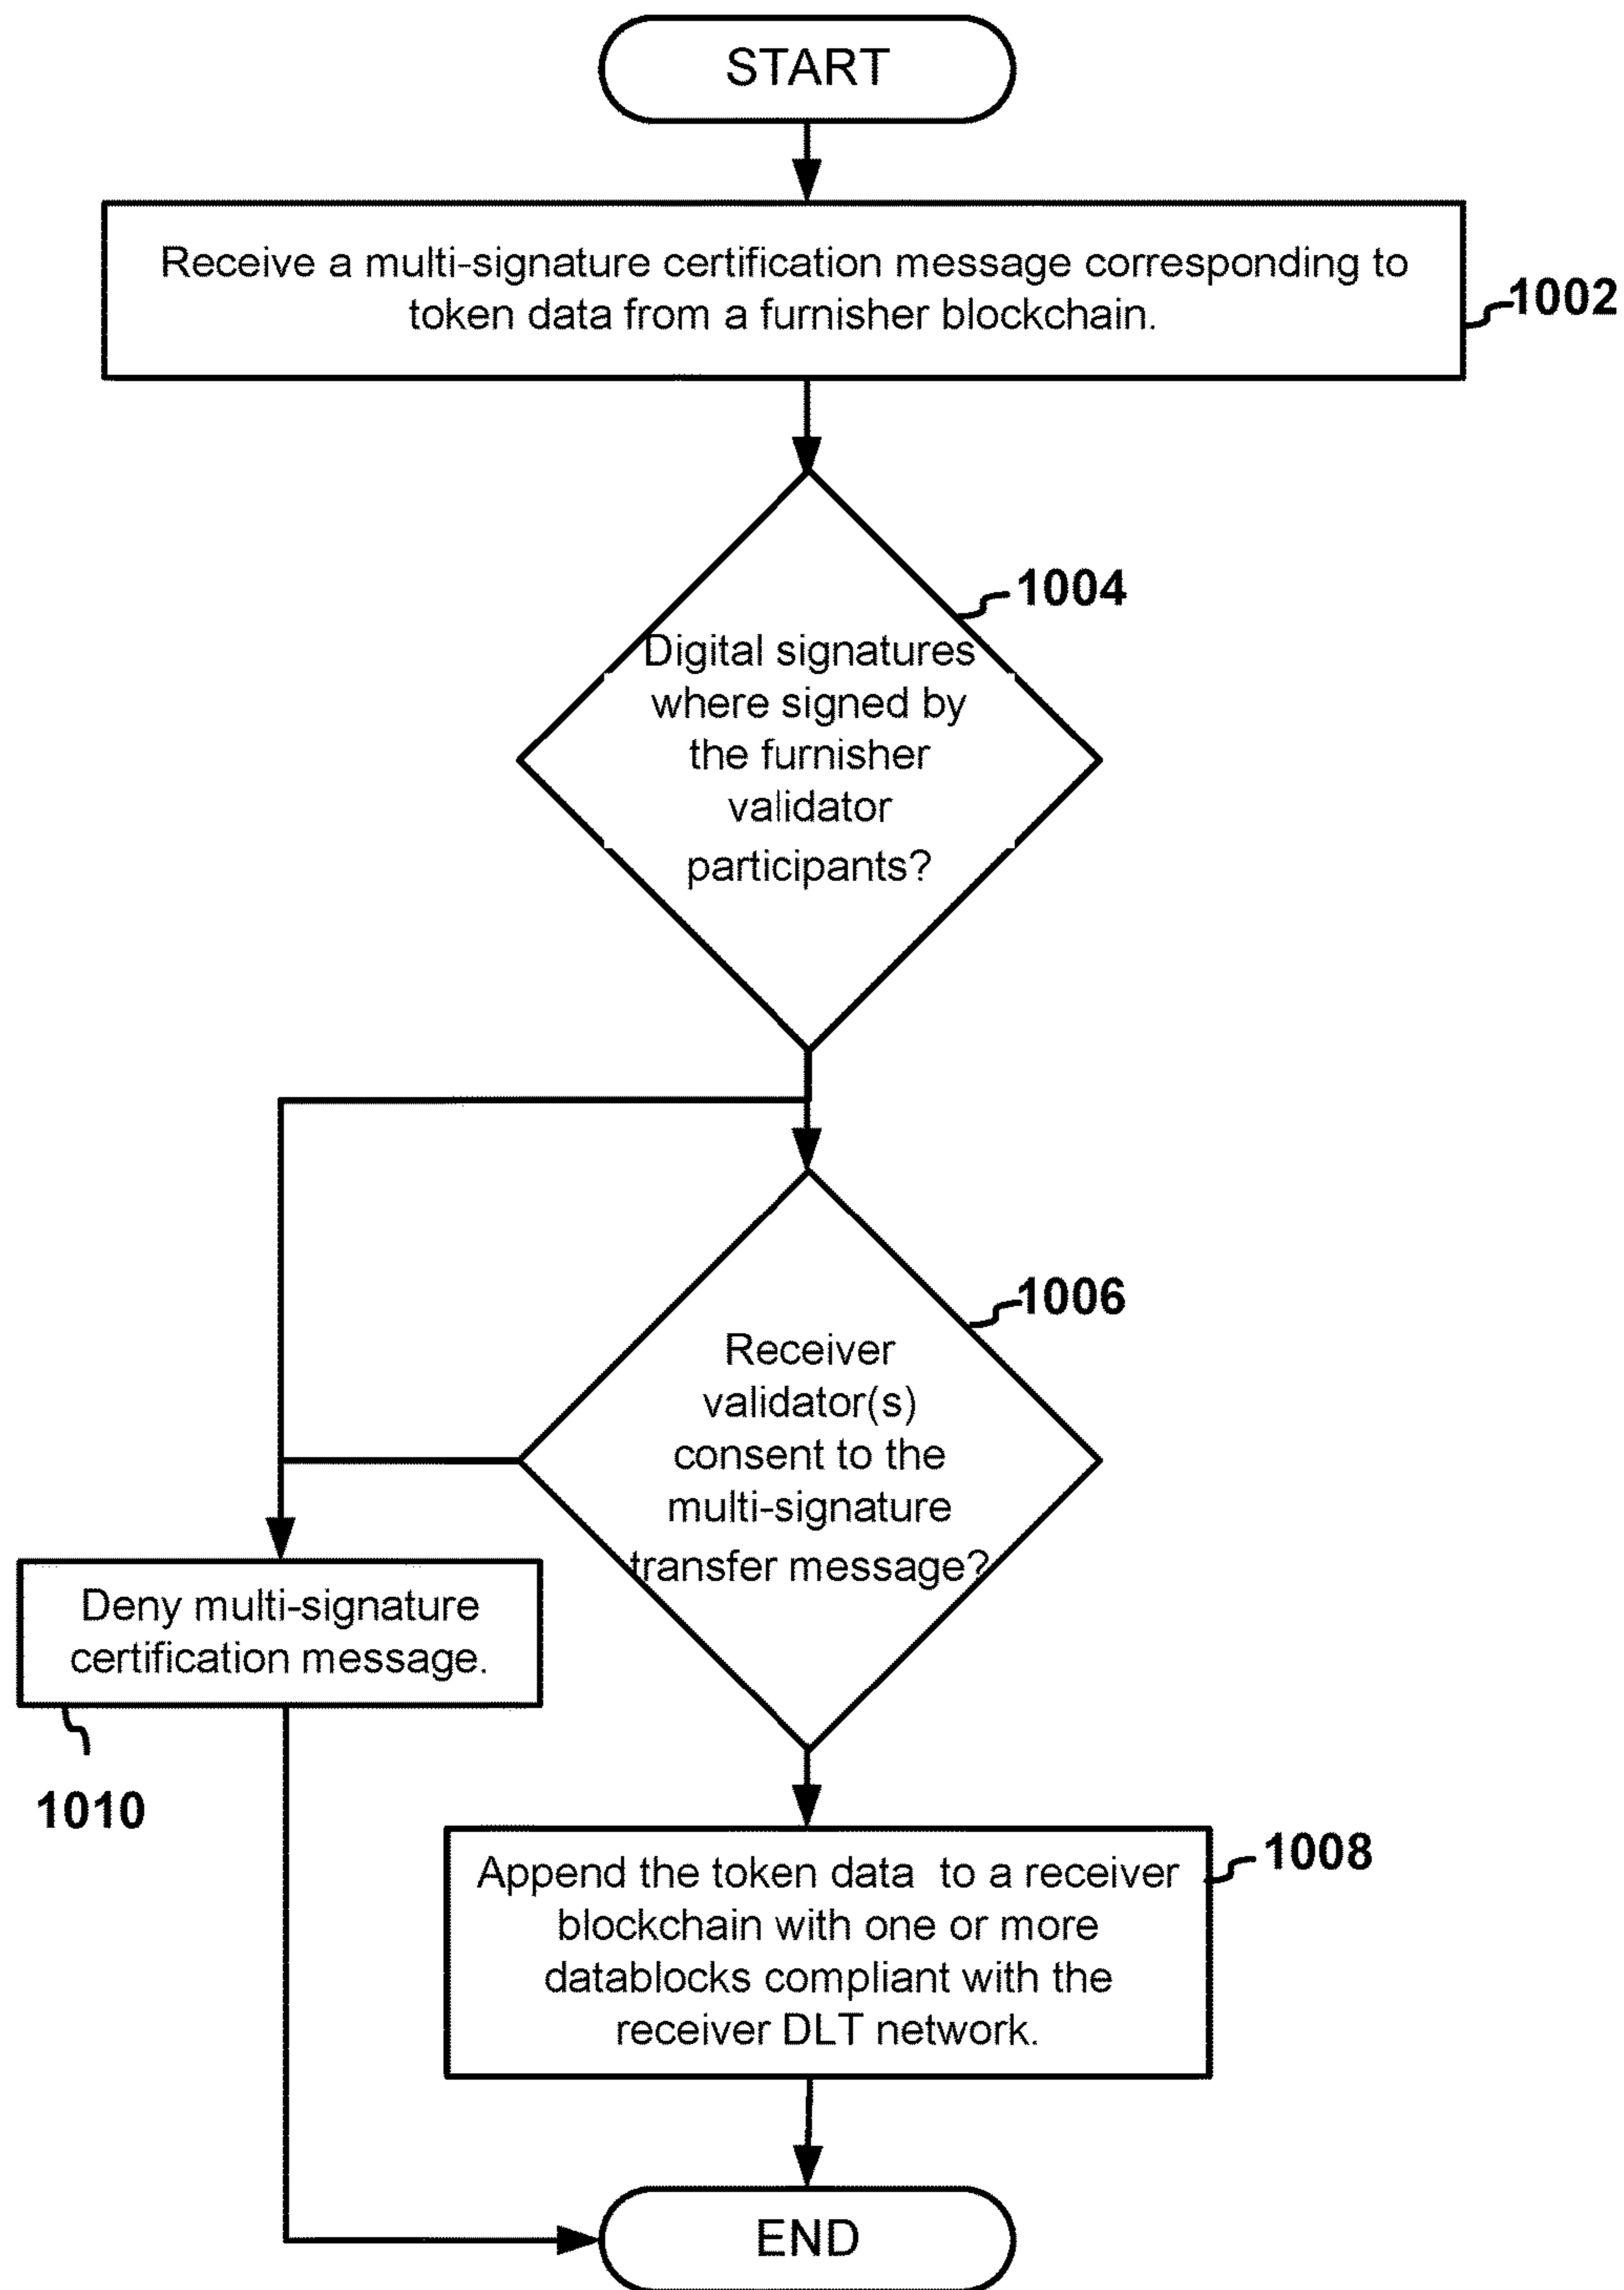 START
Receive a multi-signature certification message corresponding to
token data from a furnisher blockchain.
1002
1004
Digital signatures
where signed by
the furnisher
validator
participants?
1006
Receiver
validator(s)
consent to the
multi-signature
transfer message?
Deny multi-signature
certification message.
1010
1008
Append the token data to a receiver
blockchain with one or more
datablocks compliant with the
receiver DLT network.
END